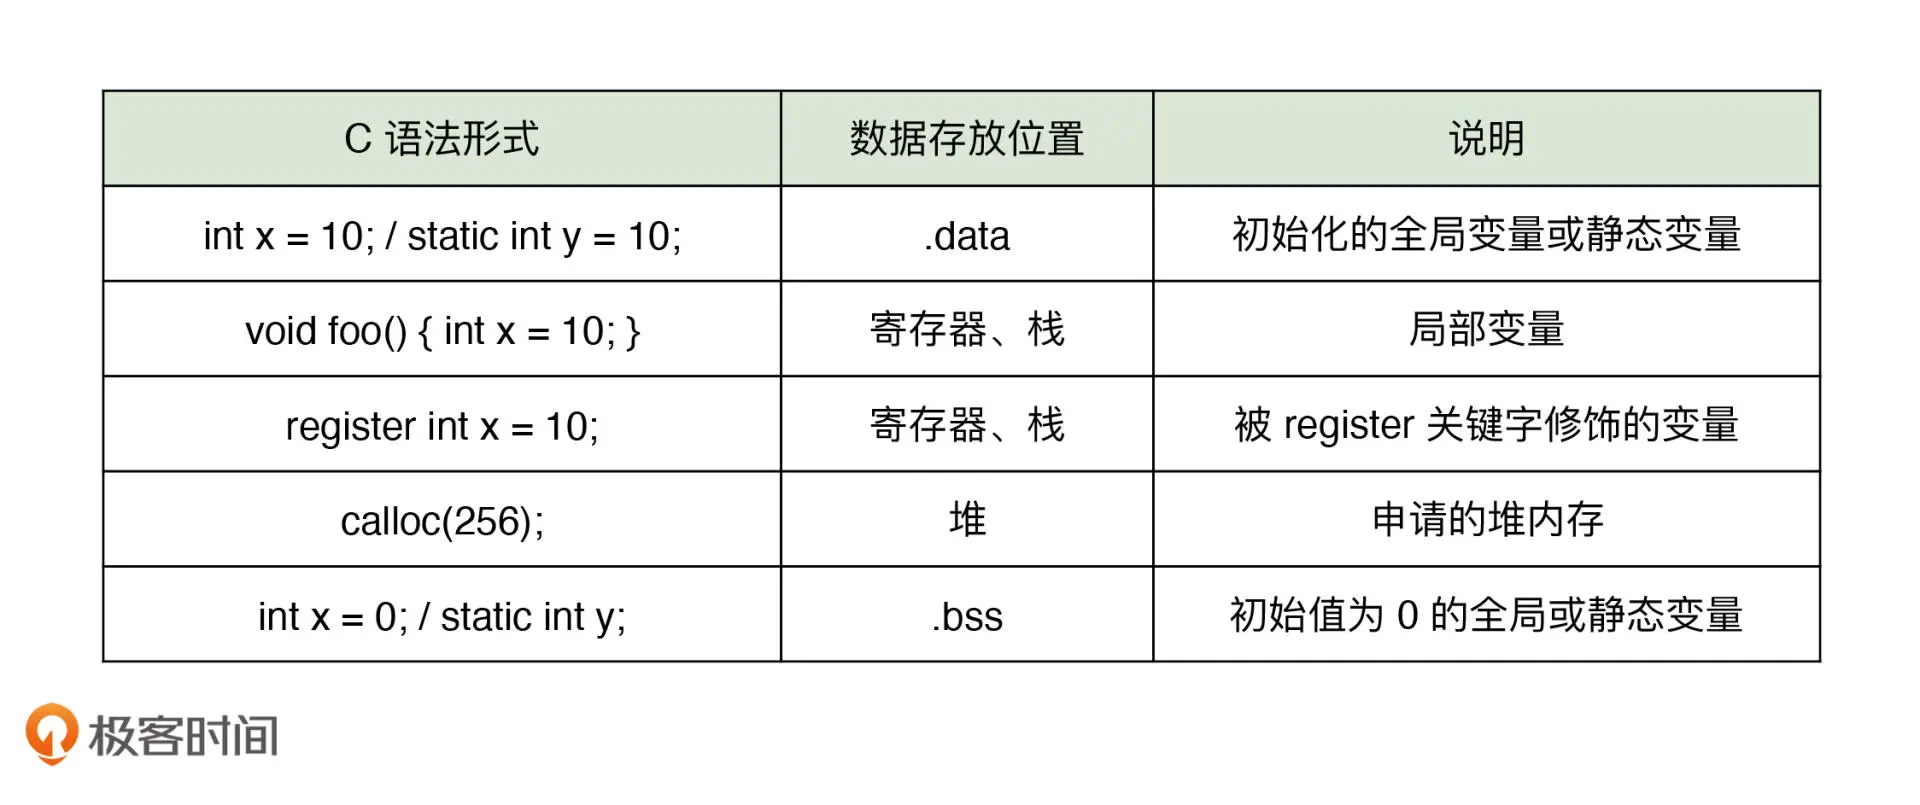 C 语法形式 数据存放位置 说明
int x = 10; / static int y = 10; .data 初始化的全局变量或静态变量
void foo() { int x = 10; } 寄存器、栈 局部变量
register int x = 10; 寄存器、栈 被 register 关键字修饰的变量
calloc(256); 堆 申请的堆内存
int x = 0; / static int y; .bss 初始值为 0 的全局或静态变量
极客时间